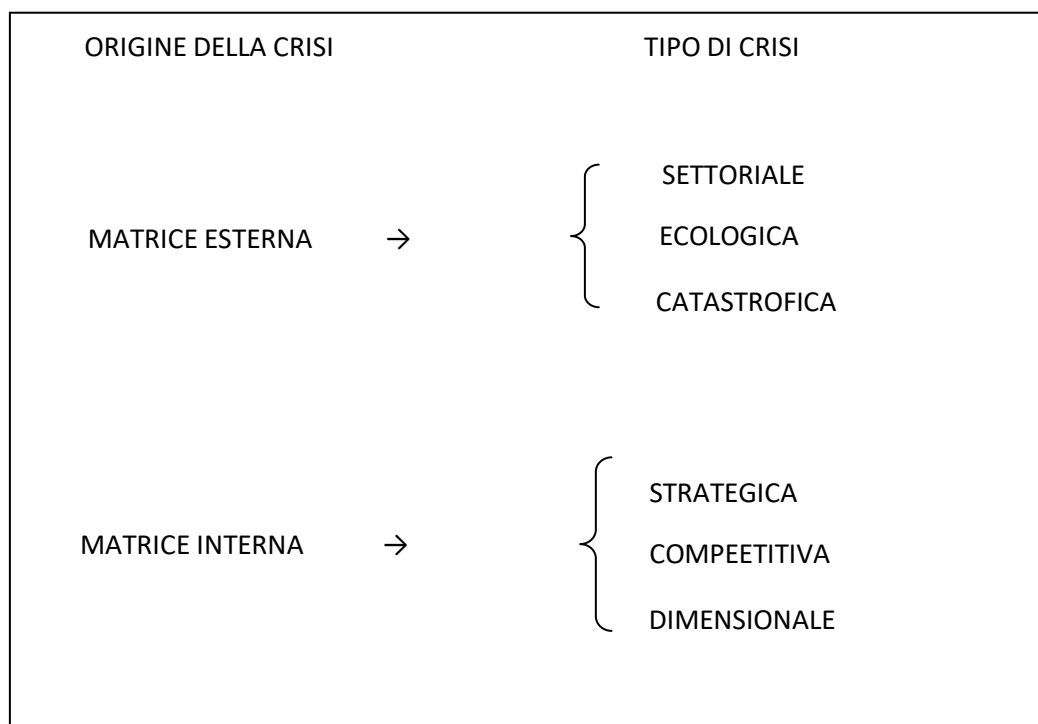 ORIGINE DELLA CRISI TIPO DI CRISI
SETTORIALE
MATRICE ESTERNA → ECOLOGICA
CATASTROFICA
STRATEGICA
MATRICE INTERNA → COMPEETITIVA
DIMENSIONALE